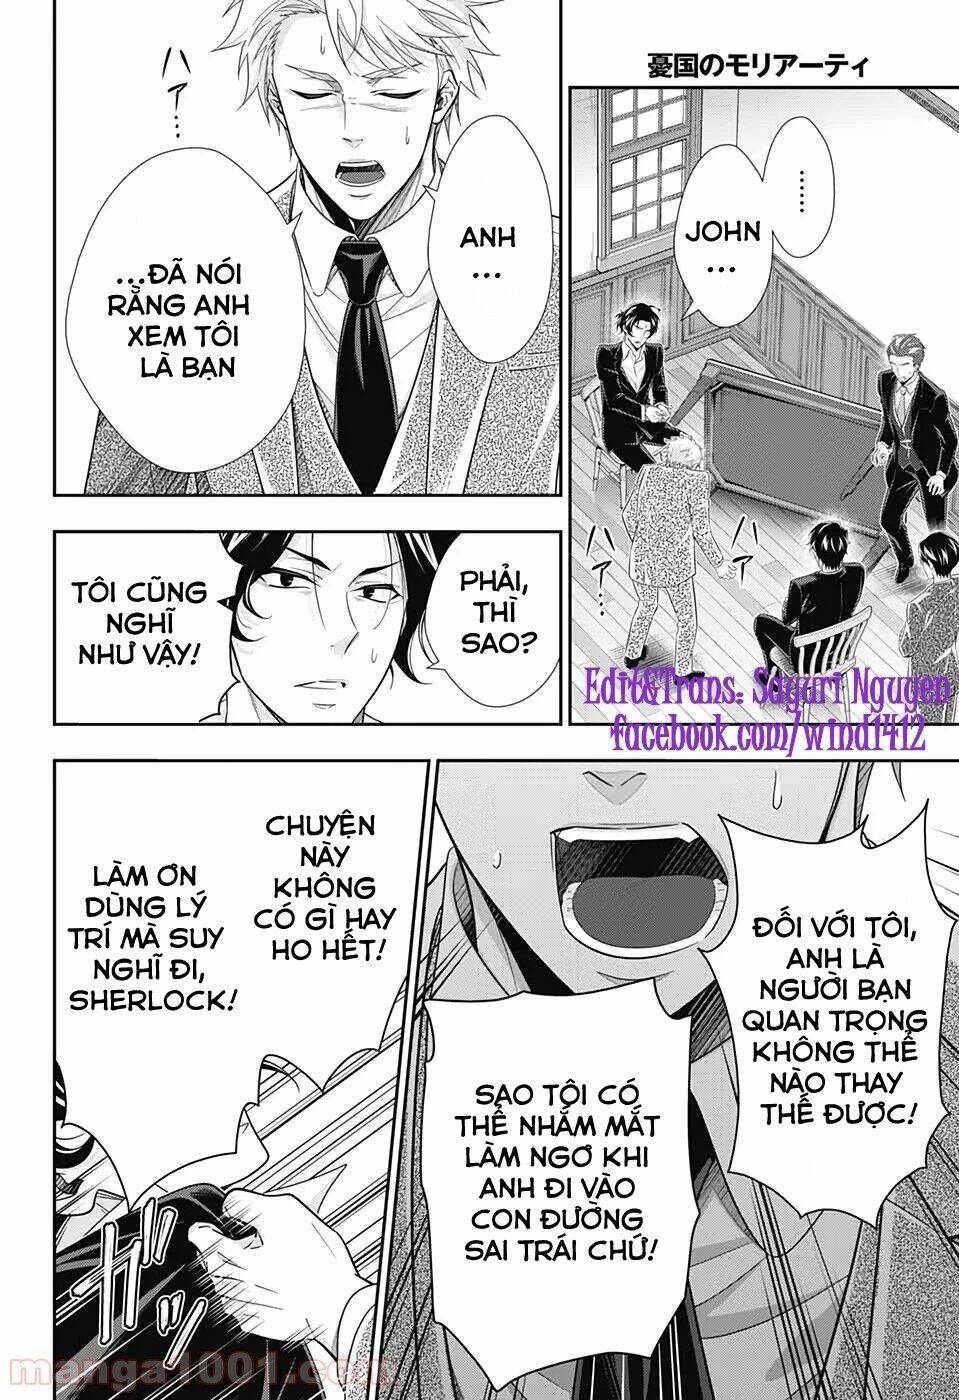 憂国のモリアーティ
……
JOHN
…
ANH
…
…ĐÃ NÓI
RẰNG ANH
XEM TÔI
LÀ BẠN
PHẢI,
THÌ
SAO?
TÔI CŨNG
NGHĨ
NHƯ VẬY!
Edit&Trans: Sayuri Nguyen
facebook.com/wind1412
ĐỐI VỚI TÔI,
ANH LÀ
NGƯỜI BẠN
QUAN TRỌNG
KHÔNG THỂ
NÀO THAY
THẾ ĐƯỢC!
SAO TÔI CÓ
THỂ NHẮM MẮT
LÀM NGƠ KHI
ANH ĐI VÀO
CON ĐƯỜNG
SAI TRÁI CHỨ!
CHUYỆN
NÀY
KHÔNG
CÓ GÌ HAY
HO HẾT!
LÀM ƠN
DÙNG LÝ
TRÍ MÀ SUY
NGHĨ ĐI,
SHERLOCK!
manga1001.com